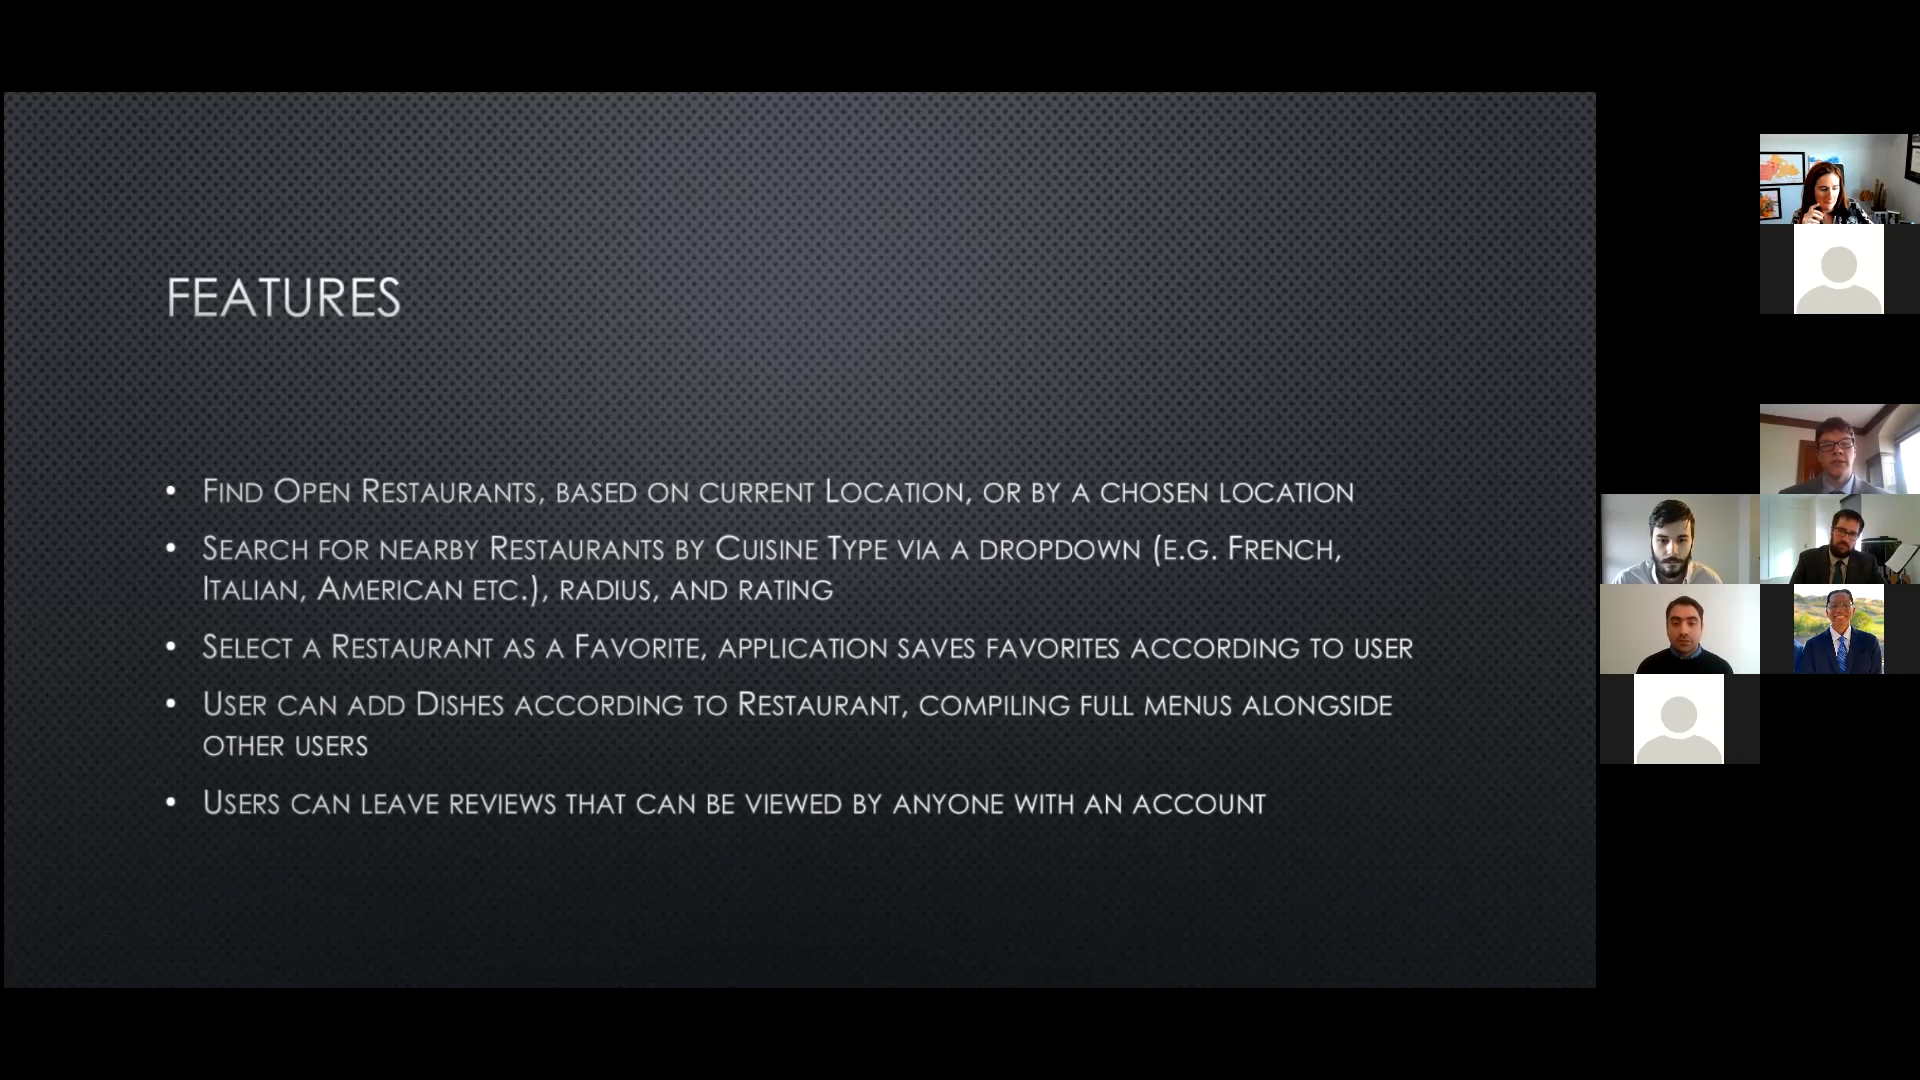 FEATURES
• FIND OPEN RESTAURANTS, BASED ON CURRENT LOCATION, OR BY A CHOSEN LOCATION
• SEARCH FOR NEARBY RESTAURANTS BY CUISINE TYPE VIA A DROPDOWN (E.G. FRENCH,
ITALIAN, AMERICAN ETC.), RADIUS, AND RATING
• SELECT A RESTAURANT AS A FAVORITE, APPLICATION SAVES FAVORITES ACCORDING TO USER
• USER CAN ADD DISHES ACCORDING TO RESTAURANT, COMPILING FULL MENUS ALONGSIDE
OTHER USERS
• USERS CAN LEAVE REVIEWS THAT CAN BE VIEWED BY ANYONE WITH AN ACCOUNT